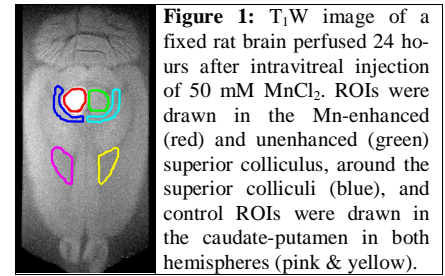 Figure 1: T₁W image of a
fixed rat brain perfused 24 ho-
urs after intravitreal injection
of 50 mM MnCl₂. ROIs were
drawn in the Mn-enhanced
(red) and unenhanced (green)
superior colliculus, around the
superior colliculi (blue), and
control ROIs were drawn in
the caudate-putamen in both
hemispheres (pink & yellow).